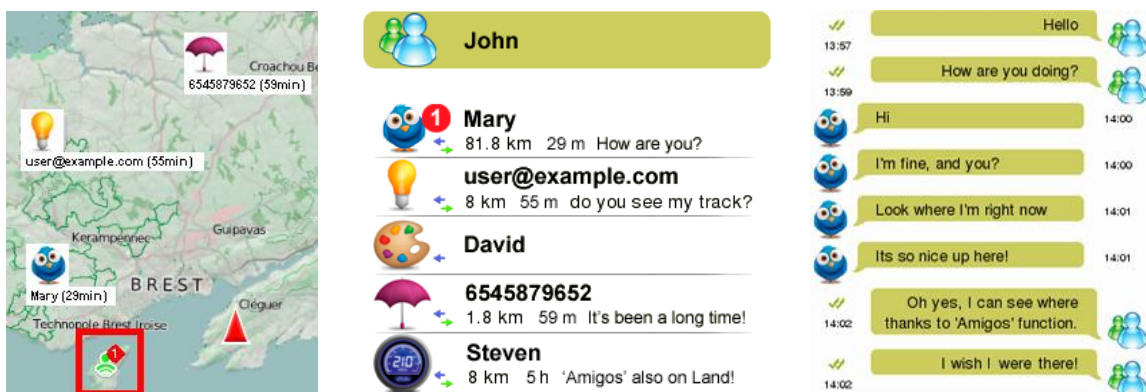 Croachou Be
6545879652 (59min)
user@example.com (55min)
Kerampennec
Guipavas
BREST
Mary (29min)
Cléguer
Technopole Brest Iroise
1
John
1
Mary
81.8 km 29 m How are you?
user@example.com
8 km 55 m do you see my track?
David
6545879652
1.8 km 59 m It's been a long time!
Steven
210
8 km 5 h 'Amigos' also on Land!
Hello
13:57
How are you doing?
13:59
Hi 14:00
I'm fine, and you? 14:00
Look where I'm right now 14:01
Its so nice up here! 14:01
Oh yes, I can see where
thanks to 'Amigos' function.
14:02
I wish I were there!
14:02